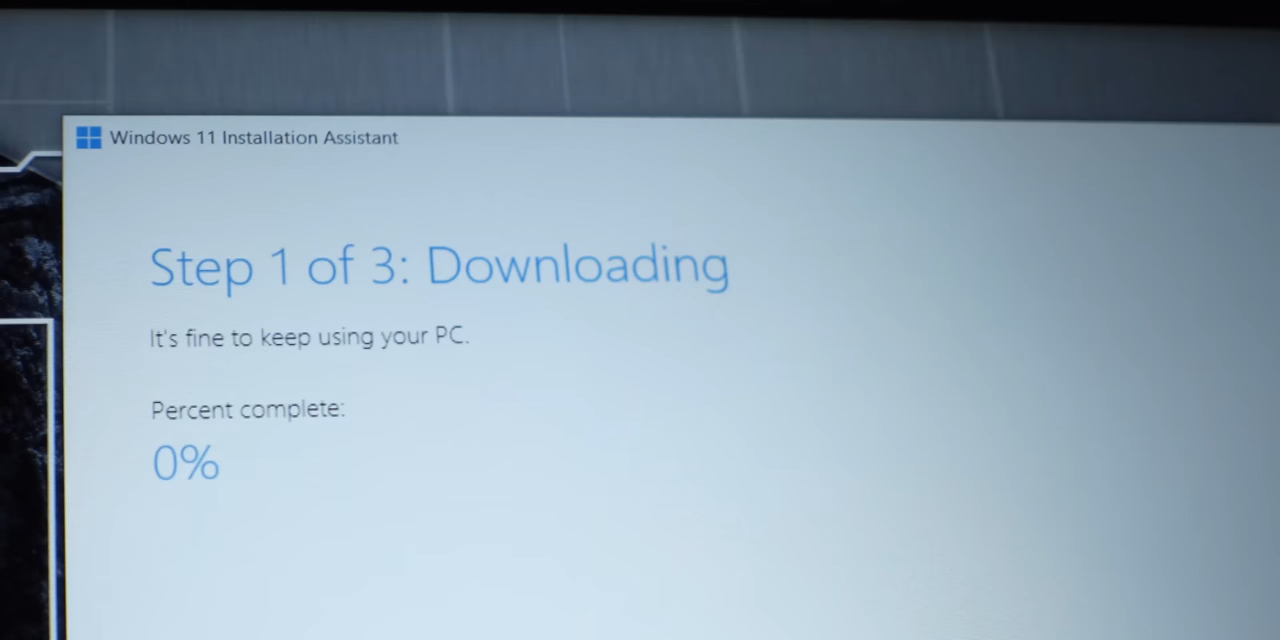 Windows 11 Installation Assistant
Step 1 of 3: Downloading
It's fine to keep using your PC.
Percent complete:
0%